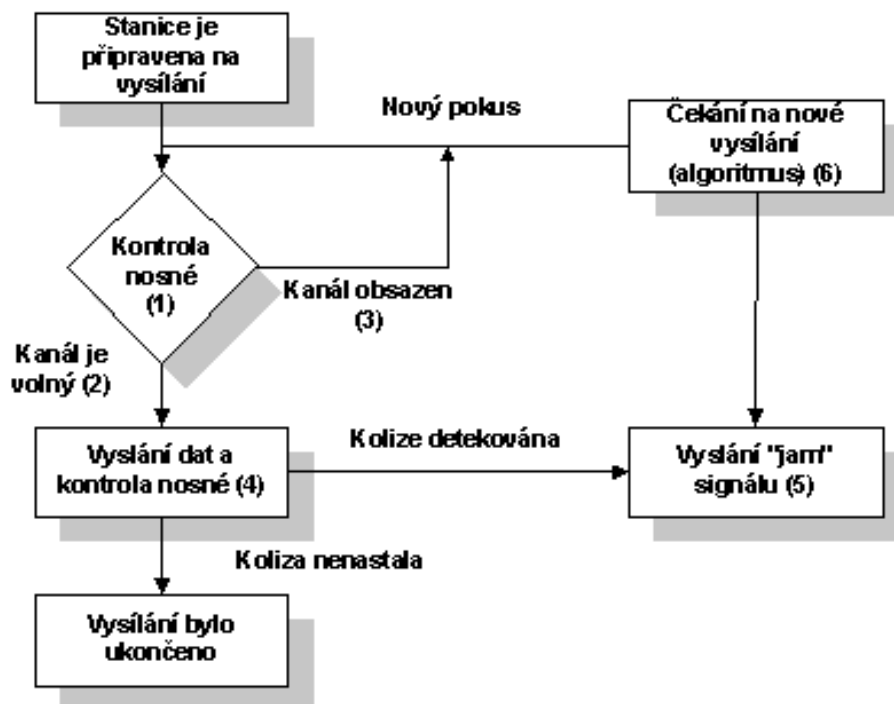 Stanice je
připravena na
vysílání
Nový pokus
Čekání na nové
vysílání
(algoritmus) (6)
Kontrola
nosné
(1)
Kanál obsazen
(3)
Kanál je
volný (2)
Vyslání dat a
kontrola nosné (4)
Kolize detekována
Vyslání "jam"
signálu (5)
Koliza nenastala
Vysílání bylo
ukončeno